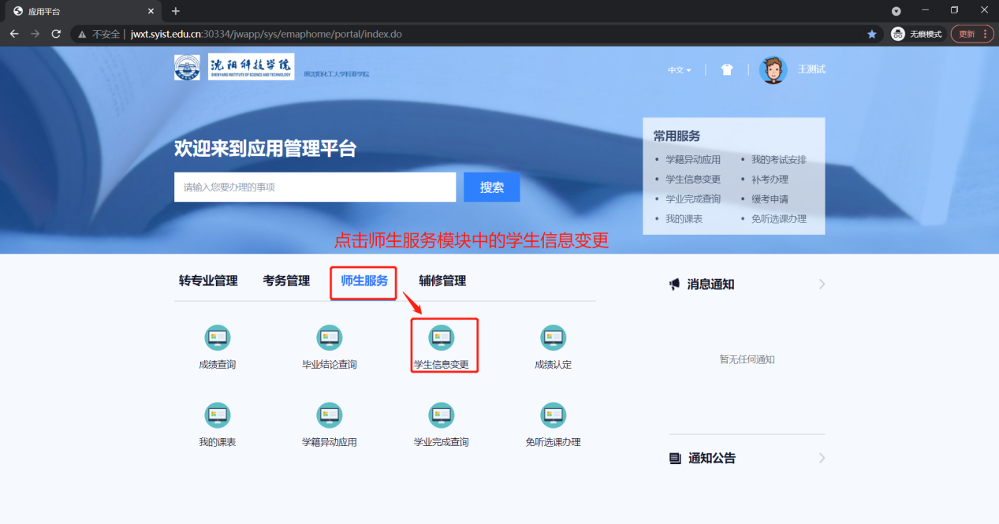 应用平台
不安全 | jwxt.syist.edu.cn:30334/jwapp/sys/emaphome/portal/index.do
无痕模式
更新
沈阳科技学院
SHENYANG INSTITUTE OF SCIENCE AND TECHNOLOGY
原沈阳化工大学科亚学院
中文
王测试
欢迎来到应用管理平台
请输入您要办理的事项
搜索
常用服务
学籍异动应用
我的考试安排
学生信息变更
补考办理
学业完成查询
缓考申请
我的课表
免听选课办理
点击师生服务模块中的学生信息变更
转专业管理 考务管理 师生服务 辅修管理
成绩查询 毕业结论查询 学生信息变更 成绩认定
我的课表 学籍异动应用 学业完成查询 免听选课办理
消息通知
暂无任何通知
通知公告